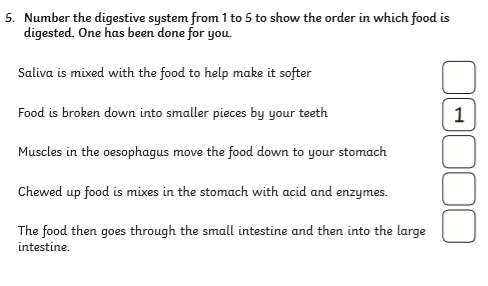 5. Number the digestive system from 1 to 5 to show the order in which food is
digested. One has been done for you.
Saliva is mixed with the food to help make it softer
Food is broken down into smaller pieces by your teeth
1
Muscles in the oesophagus move the food down to your stomach
Chewed up food is mixes in the stomach with acid and enzymes.
The food then goes through the small intestine and then into the large
intestine.